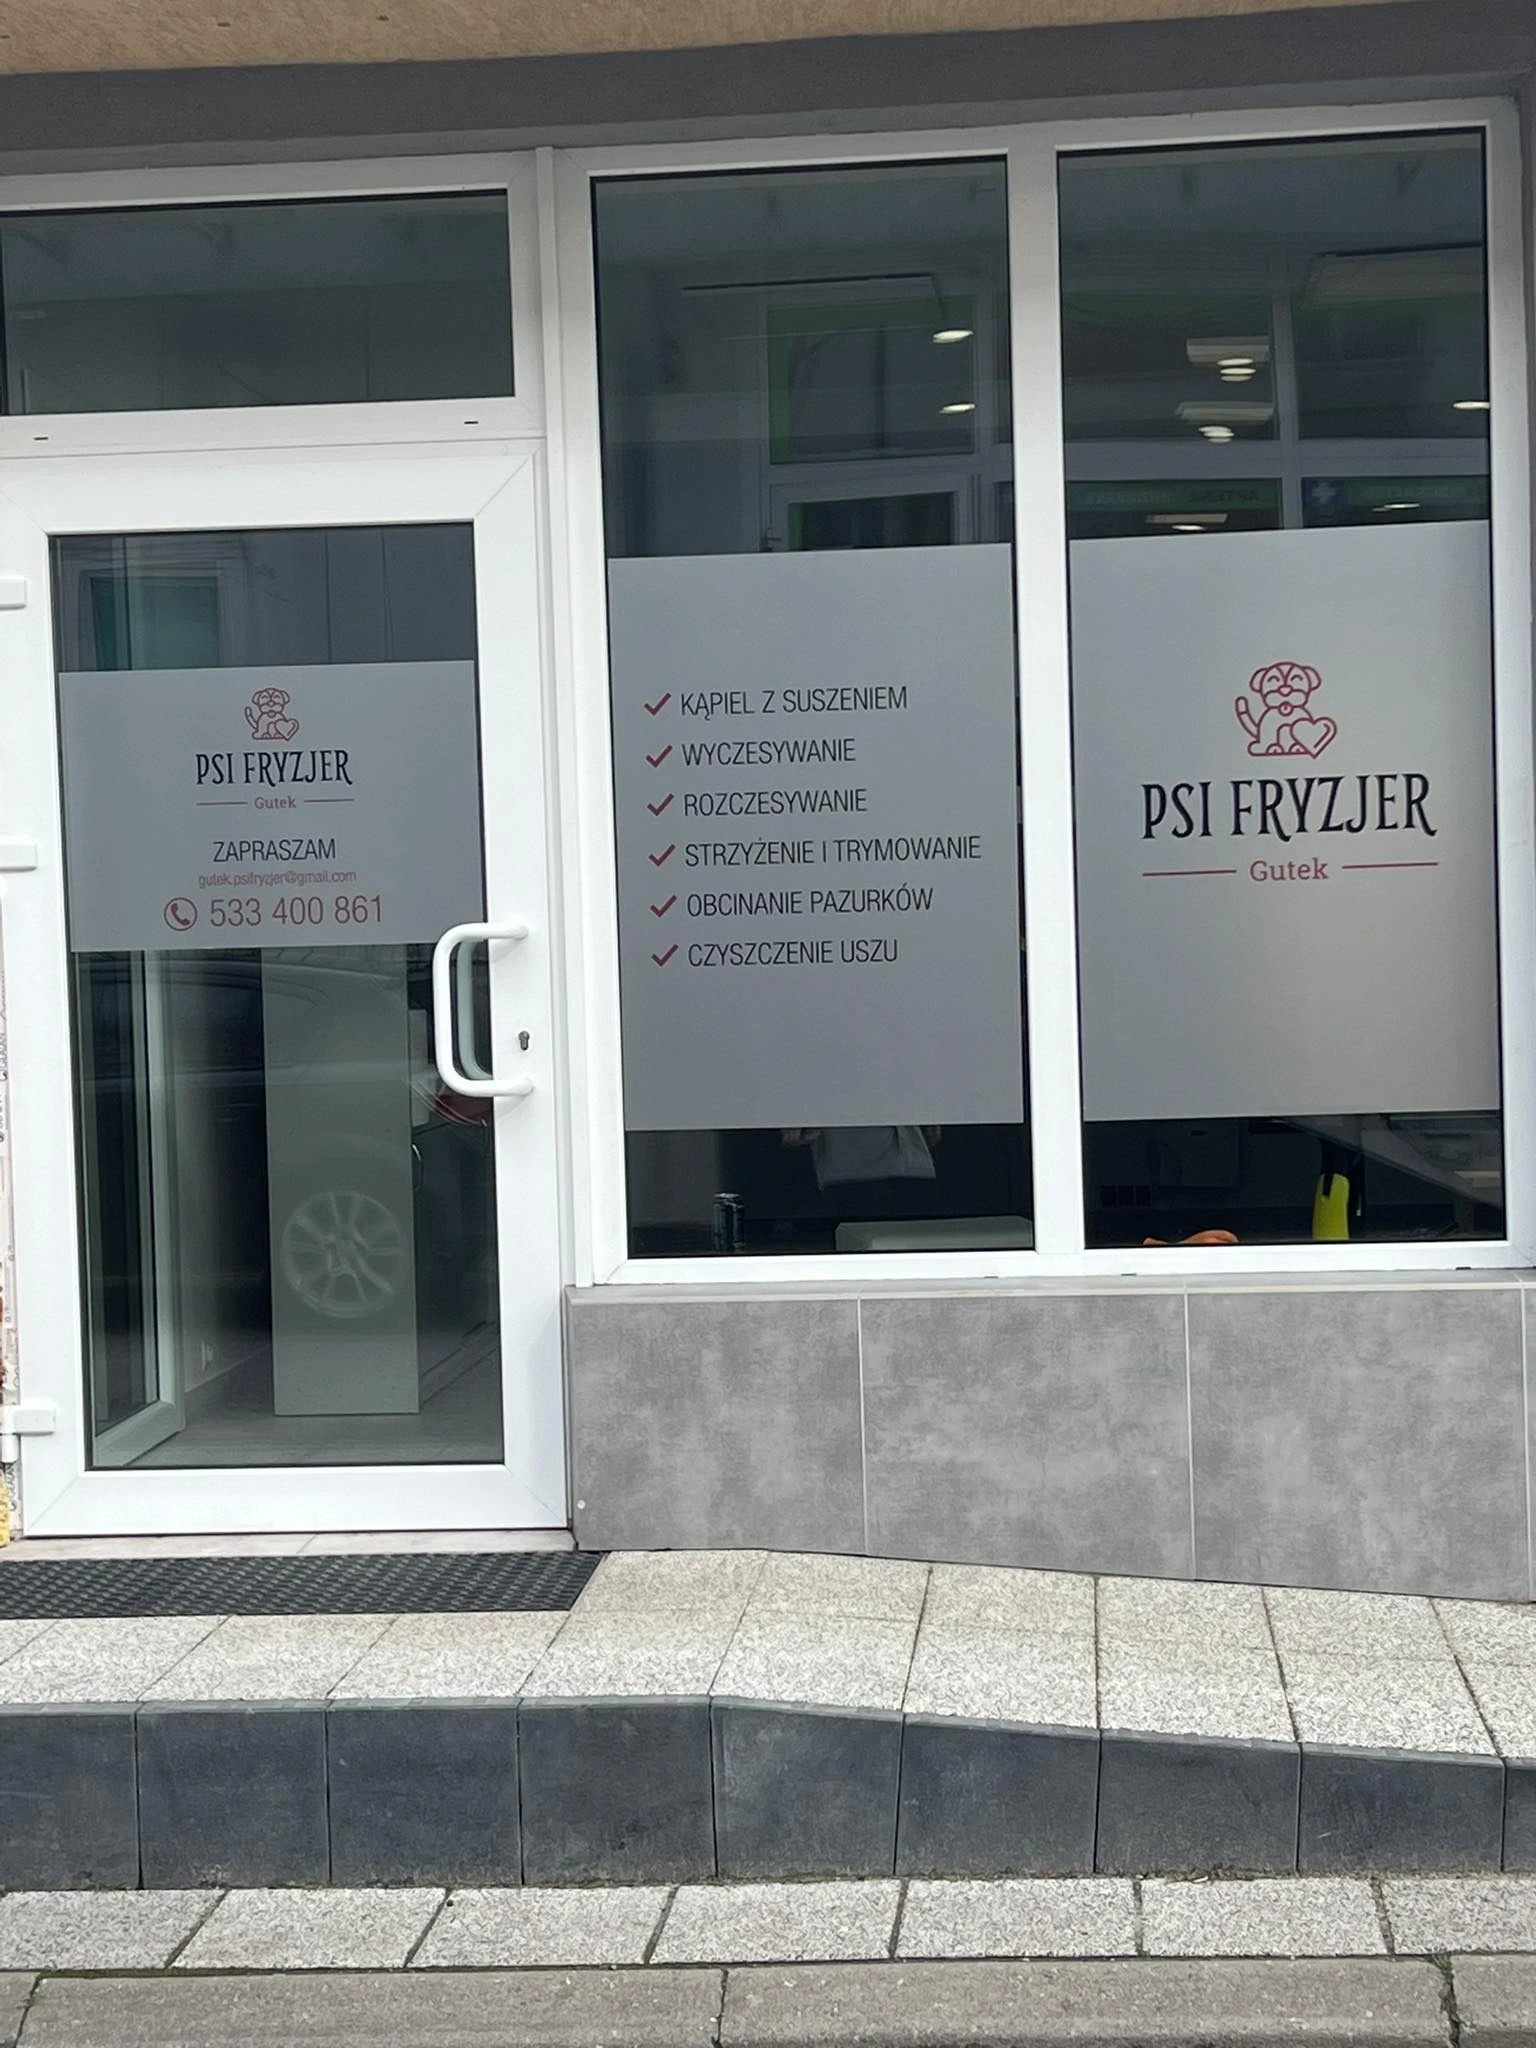 PSI FRYZJER
Gutek
ZAPRASZAM
gutek.psifryzjer@gmail.com
533 400 861
KĄPIEL Z SUSZENIEM
WYCZESYWANIE
ROZCZESYWANIE
STRZYŻENIE I TRYMOWANIE
OBCINANIE PAZURKÓW
CZYSZCZENIE USZU
PSI FRYZJER
Gutek